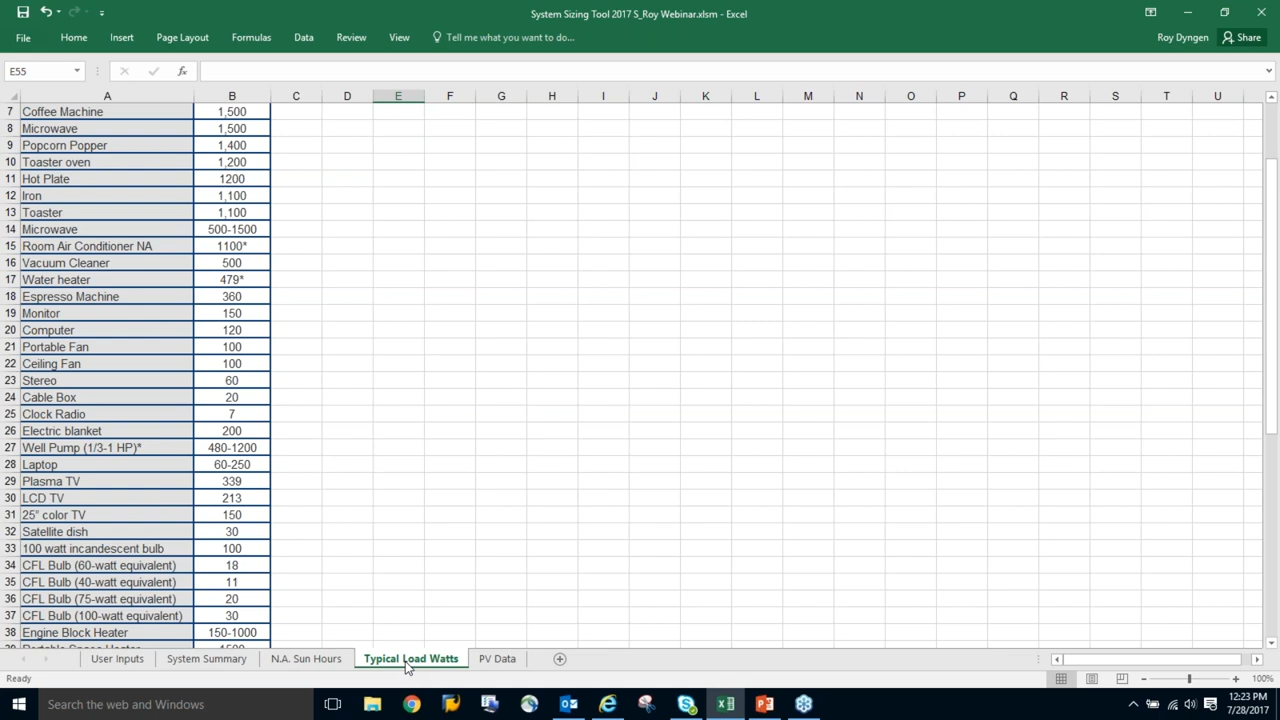 System Sizing Tool 2017 S_Roy Webinar.xlsm - Excel
File Home Insert Page Layout Formulas Data Review View Tell me what you want to do... Roy Dyngen Share
E55 fx
A B C D E F G H I J K L M N O P Q R S T U
7 Coffee Machine 1,500
8 Microwave 1,500
9 Popcorn Popper 1,400
10 Toaster oven 1,200
11 Hot Plate 1200
12 Iron 1,100
13 Toaster 1,100
14 Microwave 500-1500
15 Room Air Conditioner NA 1100*
16 Vacuum Cleaner 500
17 Water heater 479*
18 Espresso Machine 360
19 Monitor 150
20 Computer 120
21 Portable Fan 100
22 Ceiling Fan 100
23 Stereo 60
24 Cable Box 20
25 Clock Radio 7
26 Electric blanket 200
27 Well Pump (1/3-1 HP)* 480-1200
28 Laptop 60-250
29 Plasma TV 339
30 LCD TV 213
31 25" color TV 150
32 Satellite dish 30
33 100 watt incandescent bulb 100
34 CFL Bulb (60-watt equivalent) 18
35 CFL Bulb (40-watt equivalent) 11
36 CFL Bulb (75-watt equivalent) 20
37 CFL Bulb (100-watt equivalent) 30
38 Engine Block Heater 150-1000
39 Portable Space Heater 1500
User Inputs System Summary N.A. Sun Hours Typical Load Watts PV Data
Ready 100%
Search the web and Windows 12:23 PM
7/28/2017